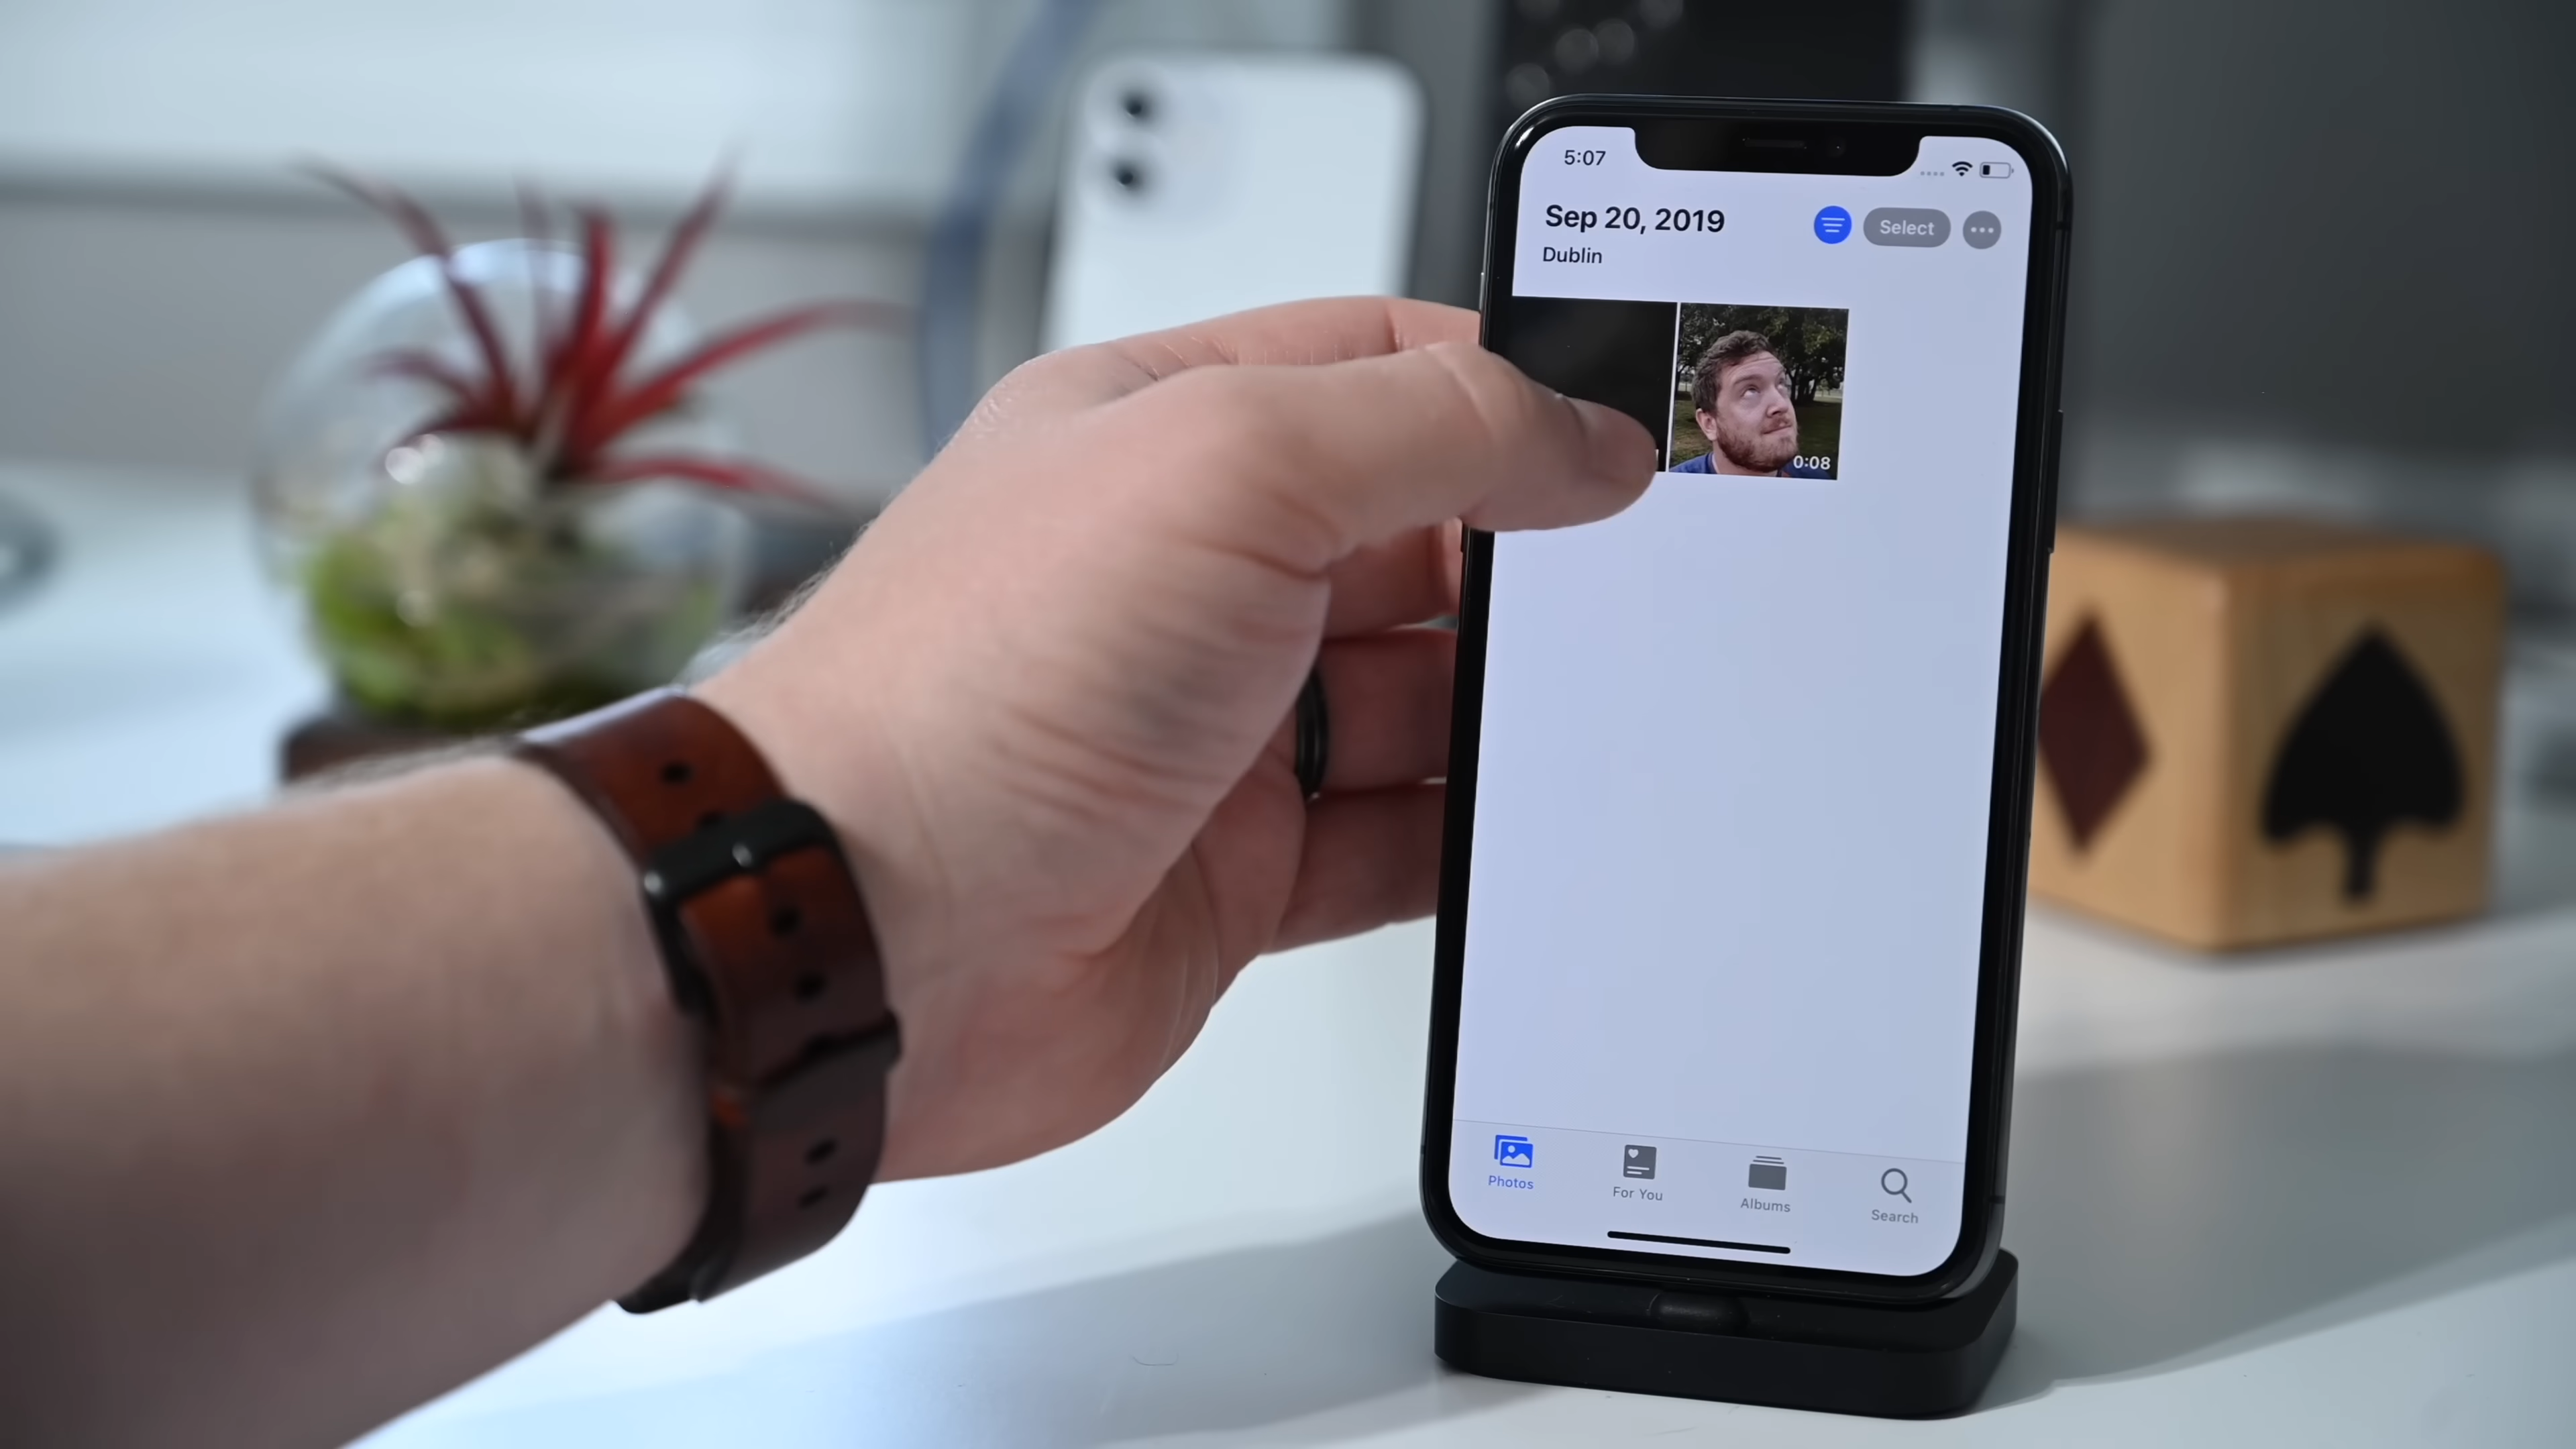 5:07
Sep 20, 2019
Select
Dublin
0:08
Photos
For You
Albums
Search